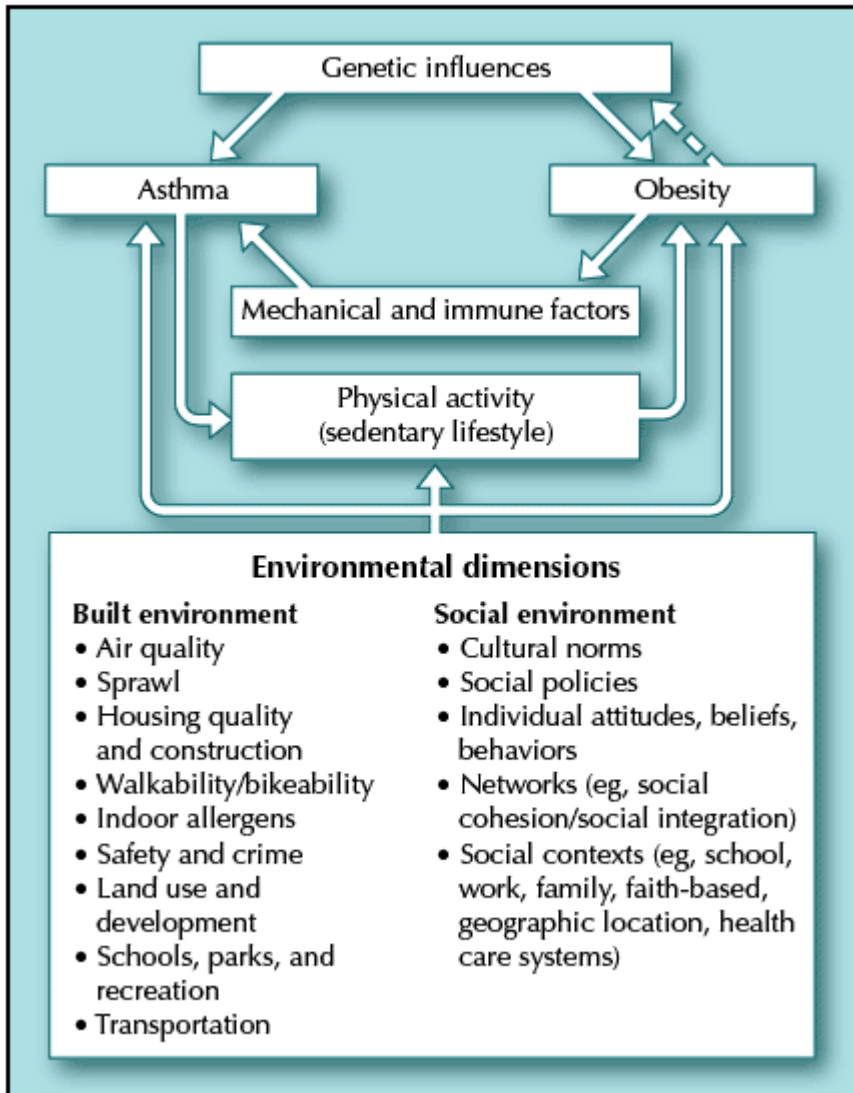 Genetic influences
Asthma
Obesity
Mechanical and immune factors
Physical activity
(sedentary lifestyle)
Environmental dimensions
Built environment
• Air quality
• Sprawl
• Housing quality
and construction
• Walkability/bikeability
• Indoor allergens
• Safety and crime
• Land use and
development
• Schools, parks, and
recreation
• Transportation
Social environment
• Cultural norms
• Social policies
• Individual attitudes, beliefs,
behaviors
• Networks (eg, social
cohesion/social integration)
• Social contexts (eg, school,
work, family, faith-based,
geographic location, health
care systems)